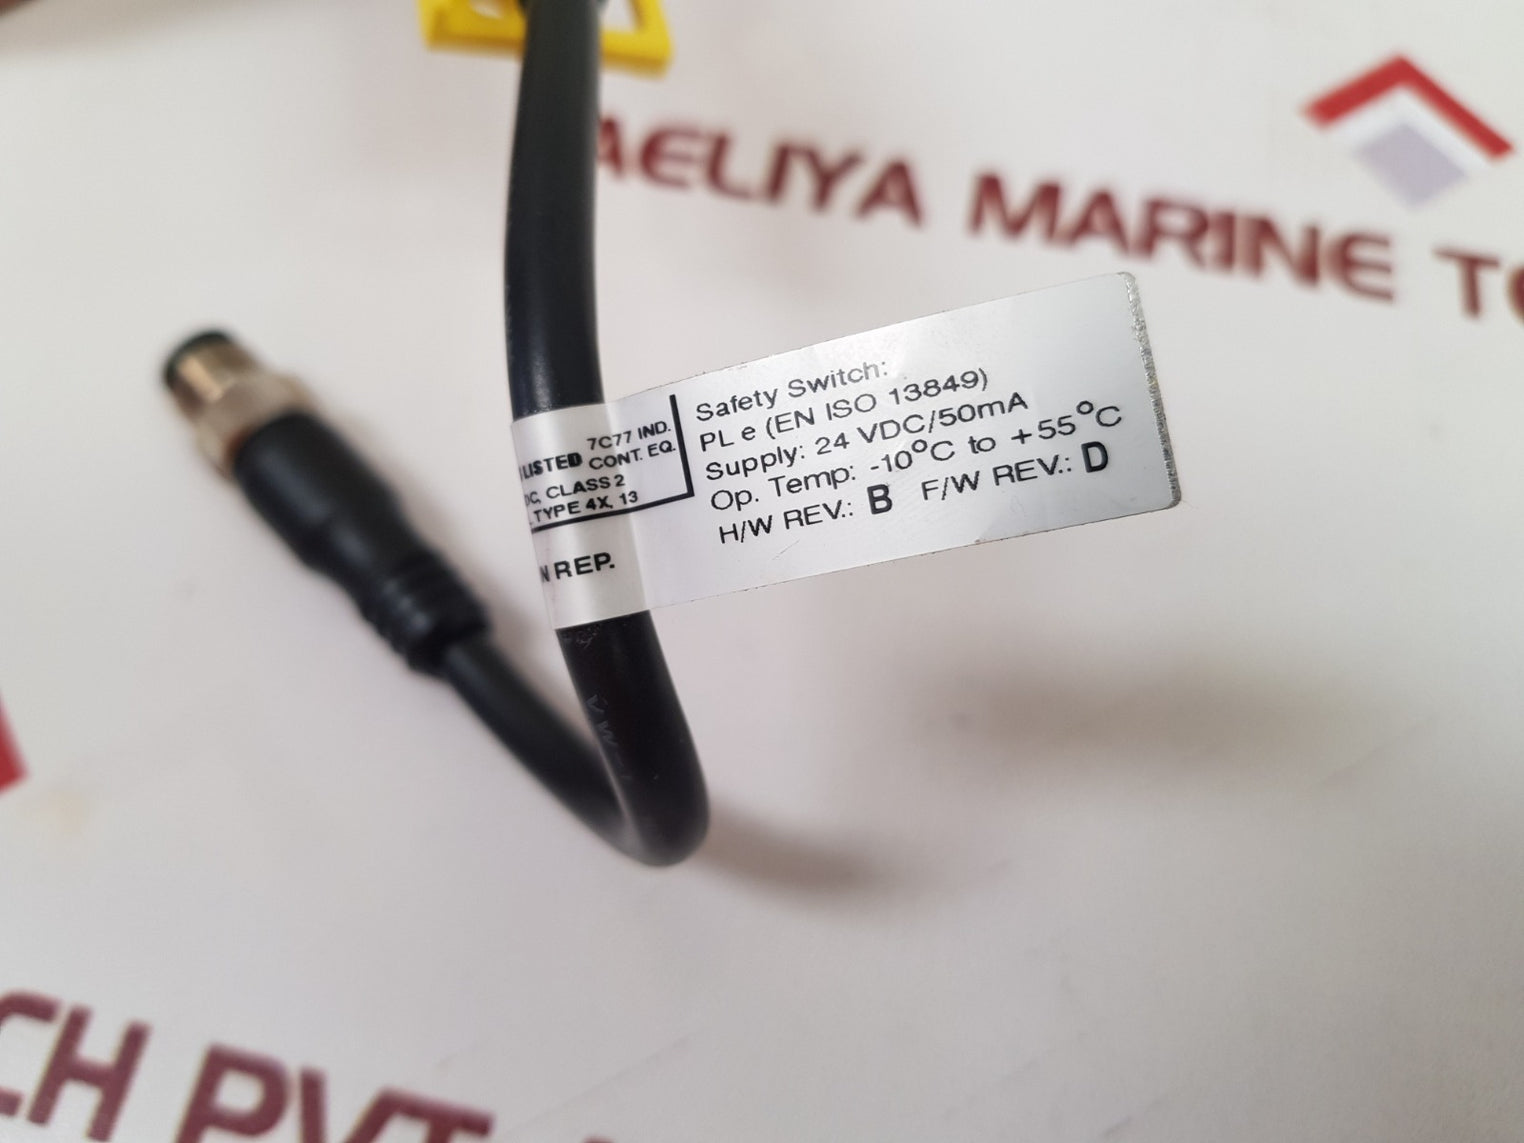 AELIYA MARINE
7C77 IND.
LISTED CONT. EQ.
DC, CLASS 2
TYPE 4X, 13
N REP.
Safety Switch:
PL e (EN ISO 13849)
Supply: 24 VDC/50mA
Op. Temp: -10°C to +55°C
H/W REV.: B F/W REV.: D
CH PVT